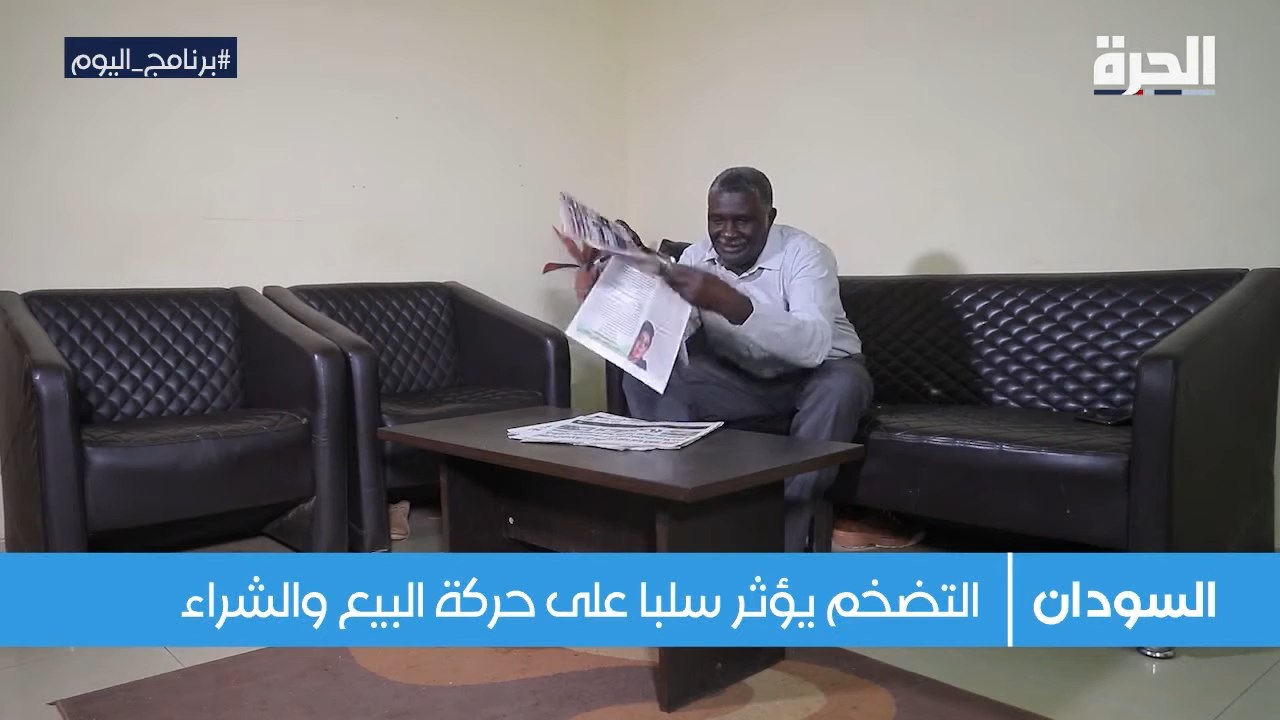 #برنامج_اليوم
الحرة
السودان
التضخم يؤثر سلبا على حركة البيع والشراء